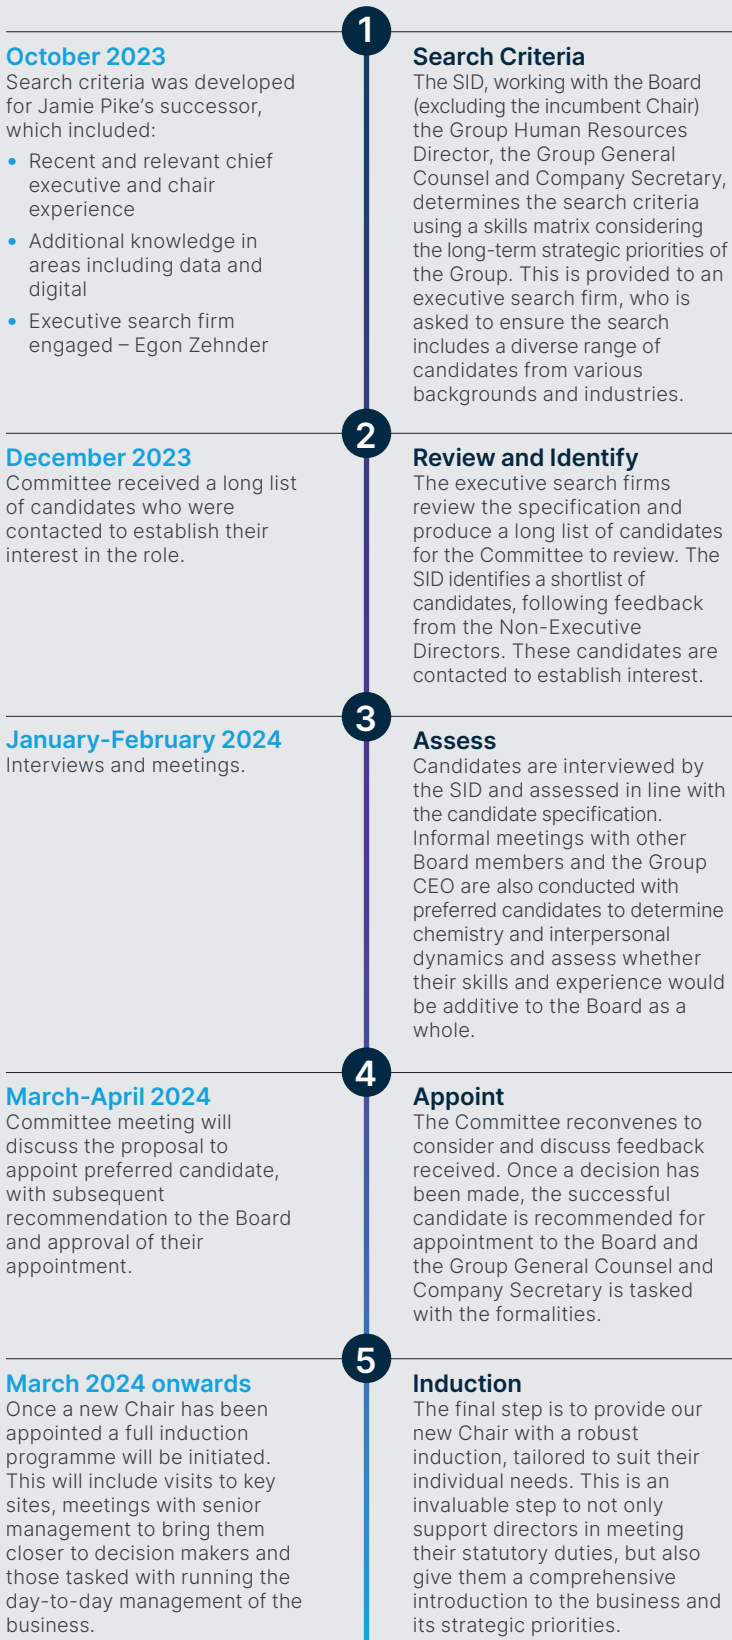 1
October 2023
Search criteria was developed
for Jamie Pike’s successor,
which included:
• Recent and relevant chief
executive and chair
experience
• Additional knowledge in
areas including data and
digital
• Executive search firm
engaged – Egon Zehnder
Search Criteria
The SID, working with the Board
(excluding the incumbent Chair)
the Group Human Resources
Director, the Group General
Counsel and Company Secretary,
determines the search criteria
using a skills matrix considering
the long-term strategic priorities of
the Group. This is provided to an
executive search firm, who is
asked to ensure the search
includes a diverse range of
candidates from various
backgrounds and industries.
2
December 2023
Committee received a long list
of candidates who were
contacted to establish their
interest in the role.
Review and Identify
The executive search firms
review the specification and
produce a long list of candidates
for the Committee to review. The
SID identifies a shortlist of
candidates, following feedback
from the Non-Executive
Directors. These candidates are
contacted to establish interest.
3
January-February 2024
Interviews and meetings.
Assess
Candidates are interviewed by
the SID and assessed in line with
the candidate specification.
Informal meetings with other
Board members and the Group
CEO are also conducted with
preferred candidates to determine
chemistry and interpersonal
dynamics and assess whether
their skills and experience would
be additive to the Board as a
whole.
4
March-April 2024
Committee meeting will
discuss the proposal to
appoint preferred candidate,
with subsequent
recommendation to the Board
and approval of their
appointment.
Appoint
The Committee reconvenes to
consider and discuss feedback
received. Once a decision has
been made, the successful
candidate is recommended for
appointment to the Board and
the Group General Counsel and
Company Secretary is tasked
with the formalities.
5
March 2024 onwards
Once a new Chair has been
appointed a full induction
programme will be initiated.
This will include visits to key
sites, meetings with senior
management to bring them
closer to decision makers and
those tasked with running the
day-to-day management of the
business.
Induction
The final step is to provide our
new Chair with a robust
induction, tailored to suit their
individual needs. This is an
invaluable step to not only
support directors in meeting
their statutory duties, but also
give them a comprehensive
introduction to the business and
its strategic priorities.